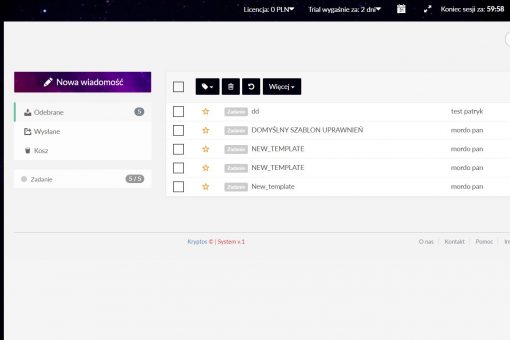 Licencja: 0 PLN Trial wygaśnie za: 2 dni Koniec sesji za: 59:58
Nowa wiadomość
Więcej
Odebrane 5
Wysłane
Kosz
Zadanie 5 / 5
Zadanie dd test patryk
Zadanie DOMYŚLNY SZABLON UPRAWNIEŃ mordo pan
Zadanie NEW_TEMPLATE mordo pan
Zadanie NEW_TEMPLATE mordo pan
Zadanie New_template mordo pan
Kryptos © | System v.1 O nas Kontakt Pomoc